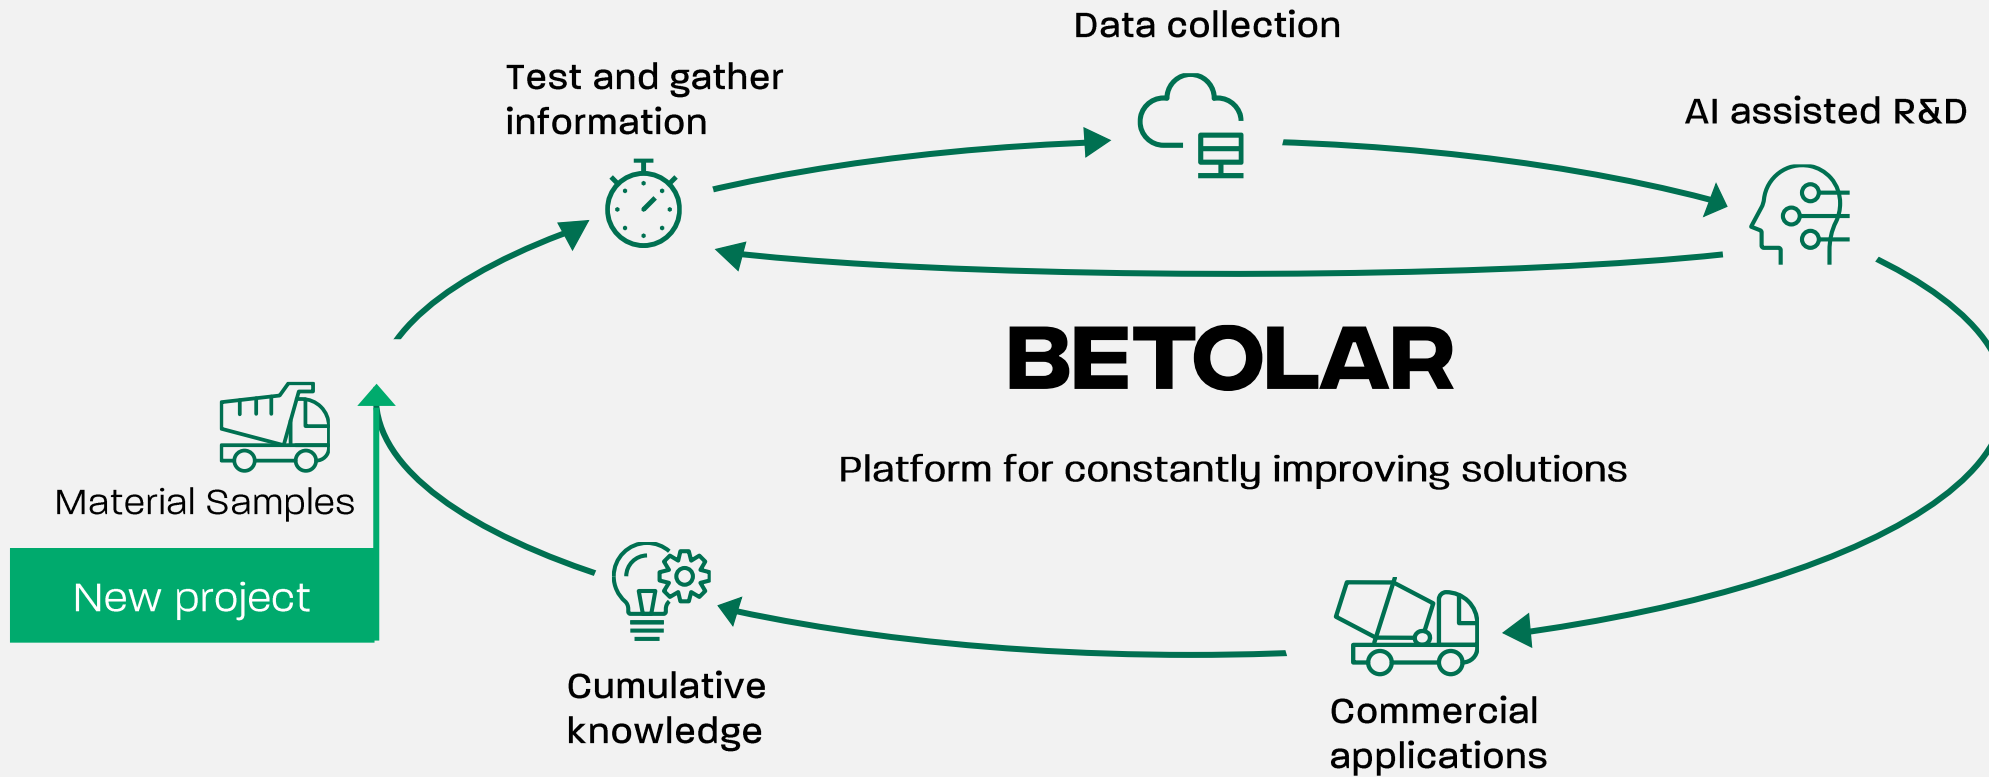 Data collection
Test and gather
information
AI assisted R&D
BETOLAR
Platform for constantly improving solutions
Material Samples
New project
Cumulative
knowledge
Commercial
applications